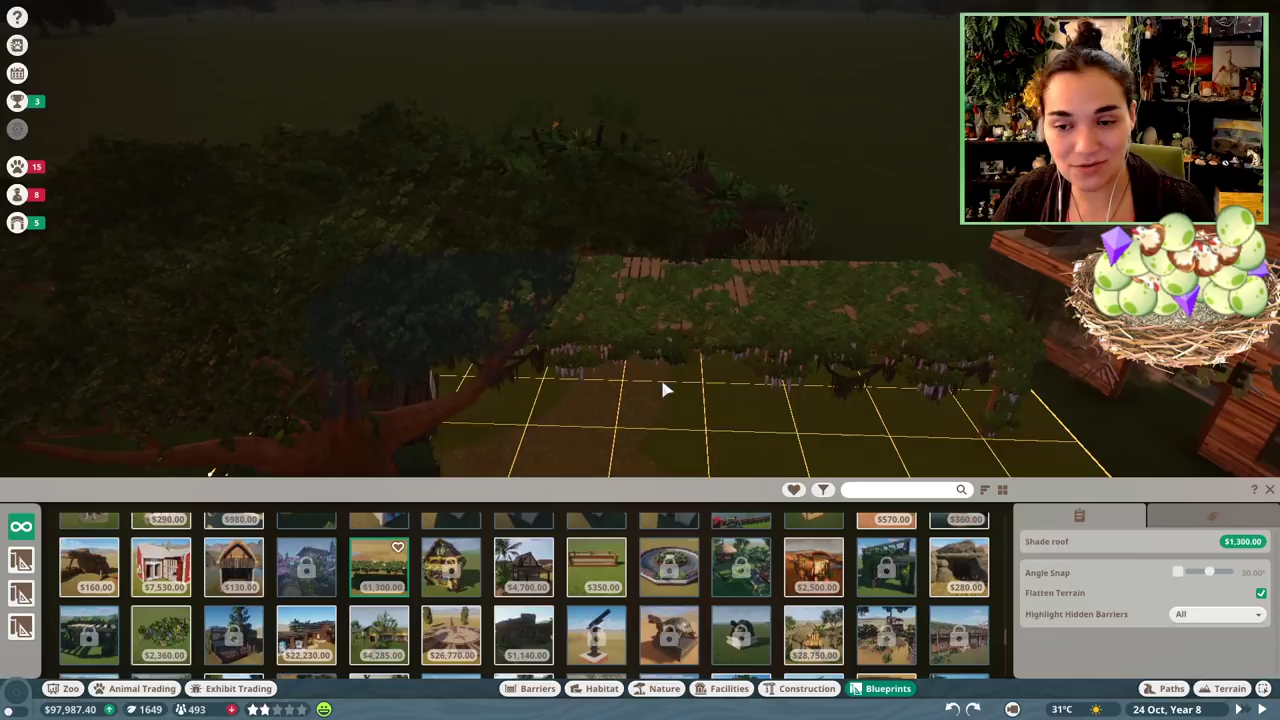 ?
3
15
8
5
?
$290.00
$980.00
$570.00
$360.00
$160.00
$7,530.00
$130.00
$1,300.00
$4,700.00
$350.00
$2,500.00
$280.00
$2,360.00
$22,230.00
$4,285.00
$26,770.00
$1,140.00
$28,750.00
Shade roof
$1,300.00
Angle Snap
30.00°
Flatten Terrain
Highlight Hidden Barriers
All
Zoo
Animal Trading
Exhibit Trading
Barriers
Habitat
Nature
Facilities
Construction
Blueprints
Paths
Terrain
$97,987.40
1649
493
31°C
24 Oct, Year 8